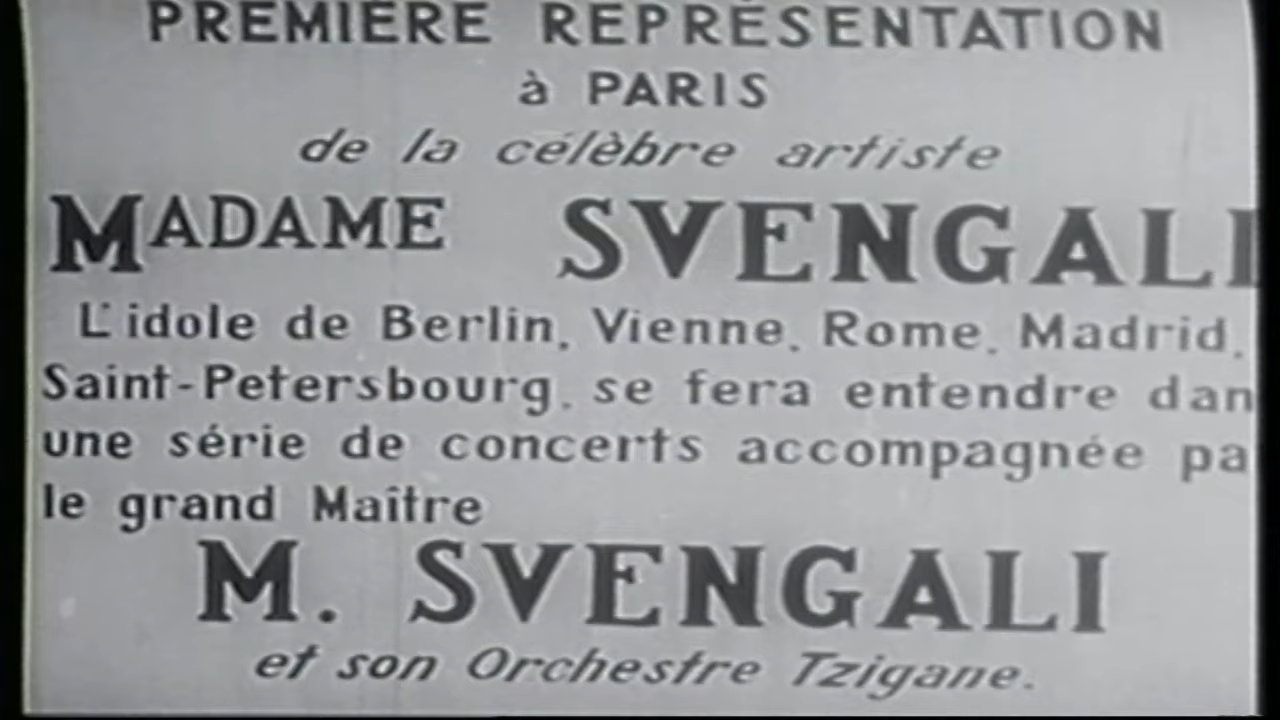 PREMIÈRE REPRÉSENTATION
à PARIS
de la célèbre artiste
MADAME SVENGALI
L'idole de Berlin, Vienne, Rome, Madrid,
Saint-Petersbourg, se fera entendre dan
une série de concerts accompagnée pa
le grand Maître
M. SVENGALI
et son Orchestre Tzigane.